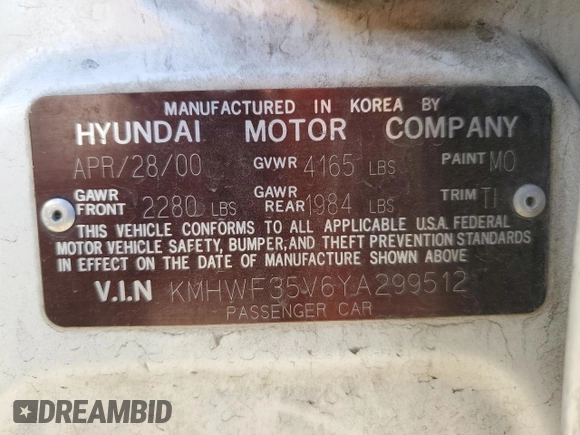 MANUFACTURED IN KOREA BY
HYUNDAI MOTOR COMPANY
APR/28/00 GVWR 4165 LBS PAINT MO
GAWR FRONT 2280 LBS GAWR REAR 1984 LBS TRIM TI
THIS VEHICLE CONFORMS TO ALL APPLICABLE U.S.A. FEDERAL
MOTOR VEHICLE SAFETY, BUMPER, AND THEFT PREVENTION STANDARDS
IN EFFECT ON THE DATE OF MANUFACTURE SHOWN ABOVE
V.I.N KMHWF35V6YA299512
PASSENGER CAR
DREAMBID